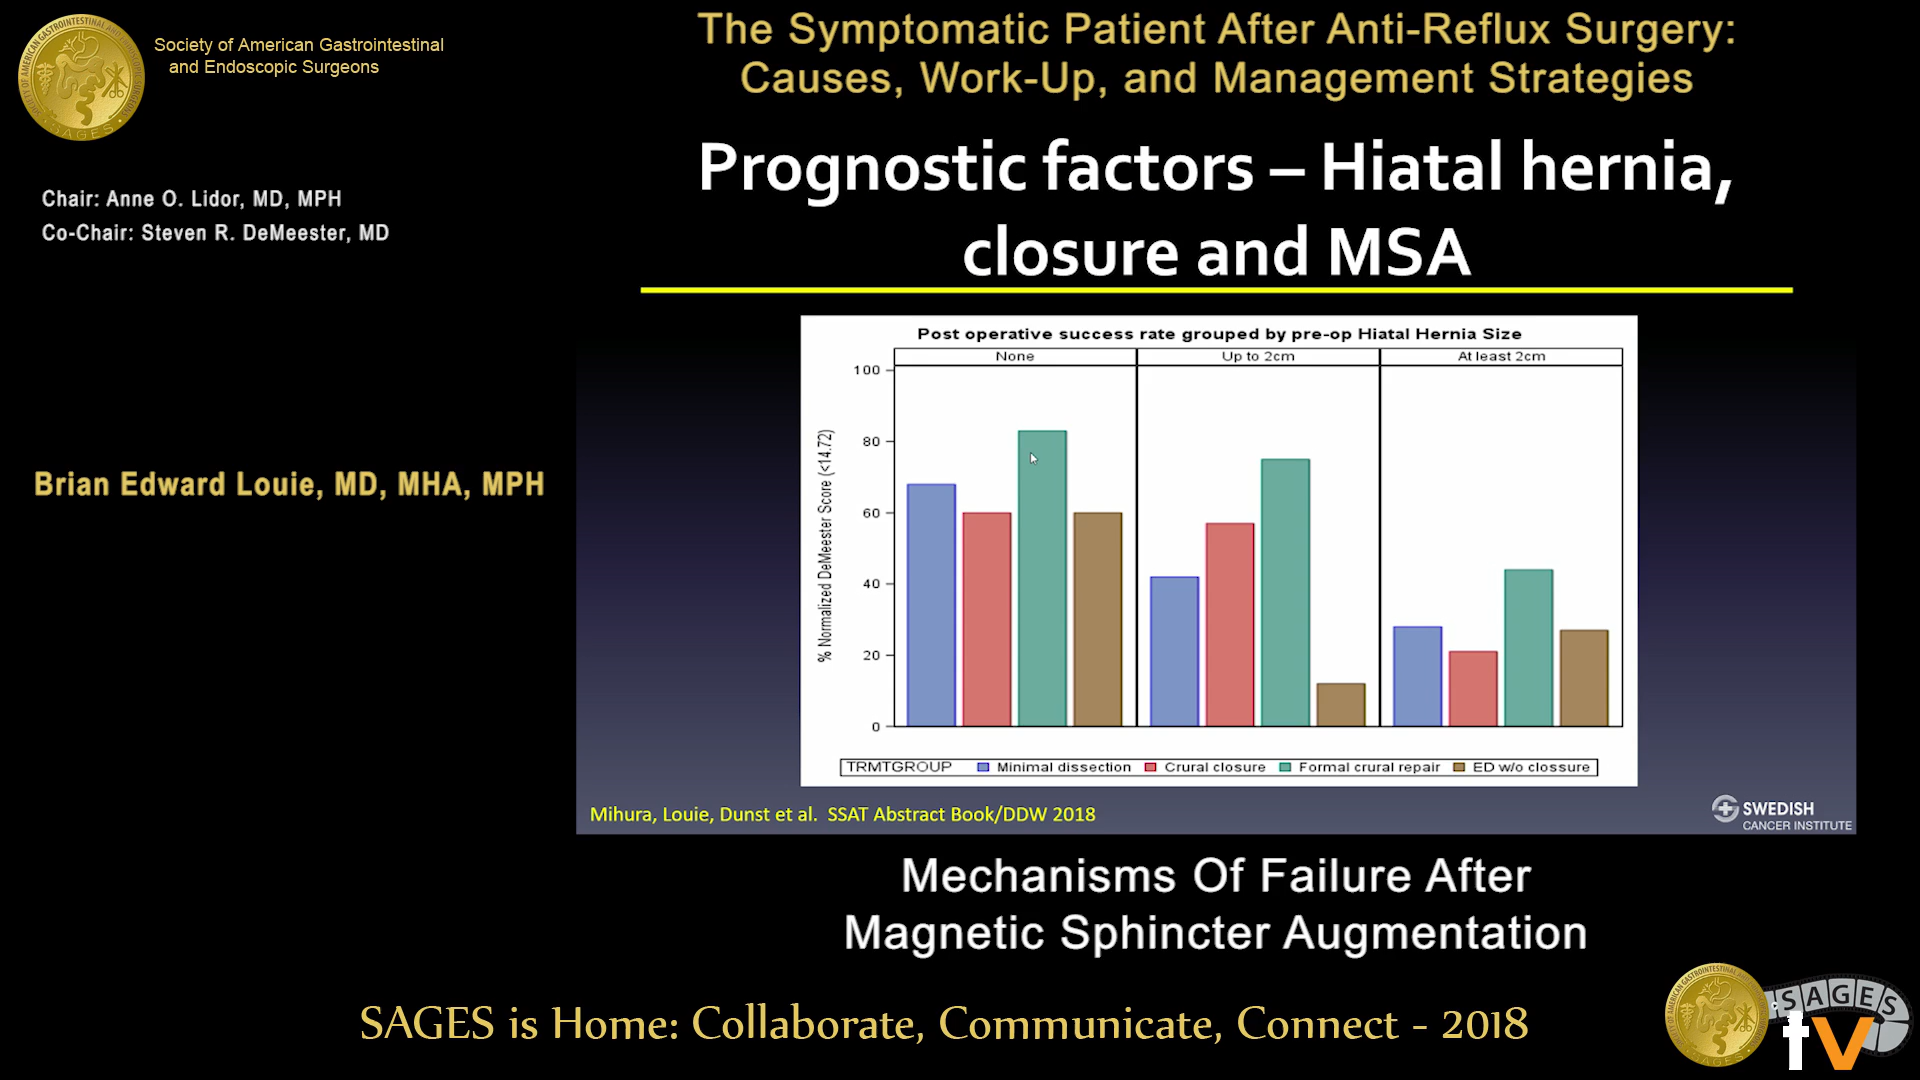 Society of American Gastrointestinal
and Endoscopic Surgeons
The Symptomatic Patient After Anti-Reflux Surgery:
Causes, Work-Up, and Management Strategies
Chair: Anne O. Lidor, MD, MPH
Co-Chair: Steven R. DeMeester, MD
Brian Edward Louie, MD, MHA, MPH
Prognostic factors – Hiatal hernia,
closure and MSA
Post operative success rate grouped by pre-op Hiatal Hernia Size
None
Up to 2cm
At least 2cm
% Normalized DeMeester Score (<14.72)
100
80
60
40
20
0
TRMTGROUP
Minimal dissection
Crural closure
Formal crural repair
ED w/o clossure
Mihura, Louie, Dunst et al. SSAT Abstract Book/DDW 2018
SWEDISH
CANCER INSTITUTE
Mechanisms Of Failure After
Magnetic Sphincter Augmentation
SAGES is Home: Collaborate, Communicate, Connect - 2018
SAGES
tv